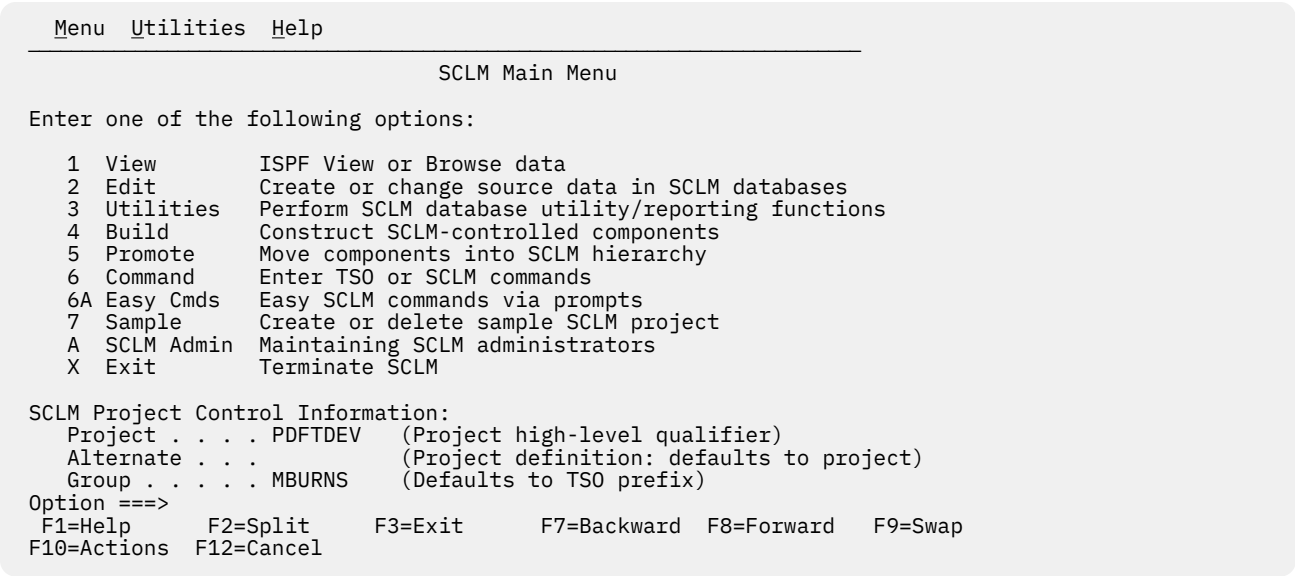 Menu  Utilities  Help
SCLM Main Menu
Enter one of the following options:
1  View        ISPF View or Browse data
2  Edit        Create or change source data in SCLM databases
3  Utilities   Perform SCLM database utility/reporting functions
4  Build       Construct SCLM-controlled components
5  Promote     Move components into SCLM hierarchy
6  Command     Enter TSO or SCLM commands
6A Easy Cmds   Easy SCLM commands via prompts
7  Sample      Create or delete sample SCLM project
A  SCLM Admin  Maintaining SCLM administrators
X  Exit        Terminate SCLM
SCLM Project Control Information:
Project . . . . PDFTDEV   (Project high-level qualifier)
Alternate . . .           (Project definition: defaults to project)
Group . . . . . MBURNS    (Defaults to TSO prefix)
Option ===>
F1=Help      F2=Split     F3=Exit      F7=Backward  F8=Forward   F9=Swap
F10=Actions  F12=Cancel